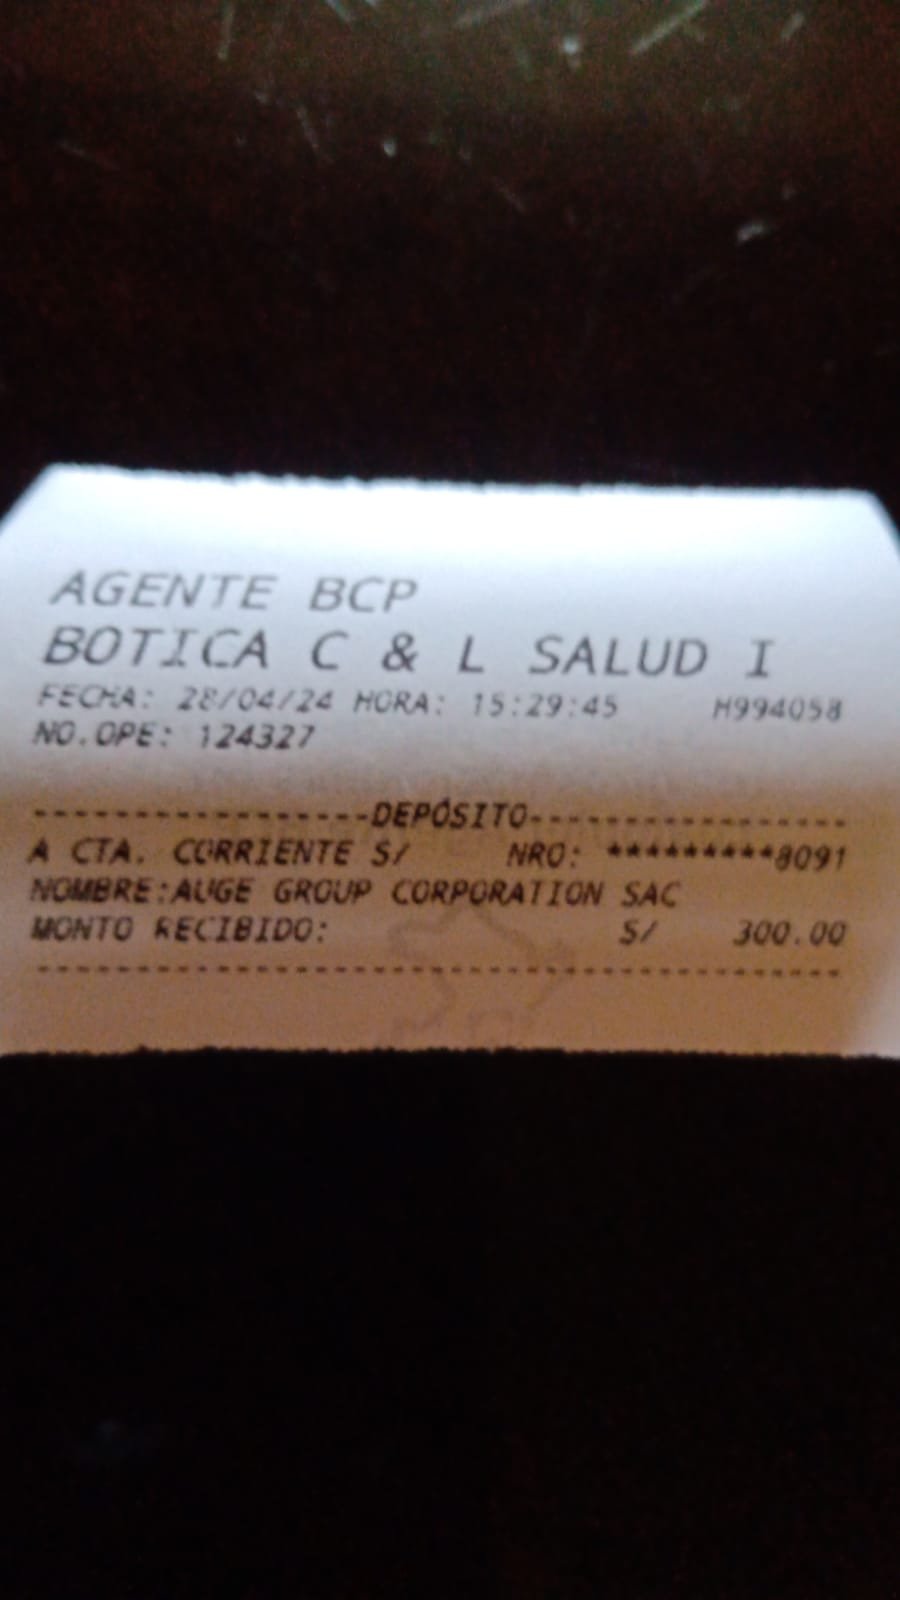 AGENTE BCP
BOTICA C & L SALUD I
FECHA: 28/04/24 HORA: 15:29:45 H994058
NO.OPE: 124327
-----------------DEPÓSITO-----------------
A CTA. CORRIENTE S/ NRO: *********8091
NOMBRE:AUGE GROUP CORPORATION SAC
MONTO RECIBIDO: S/ 300.00
------------------------------------------